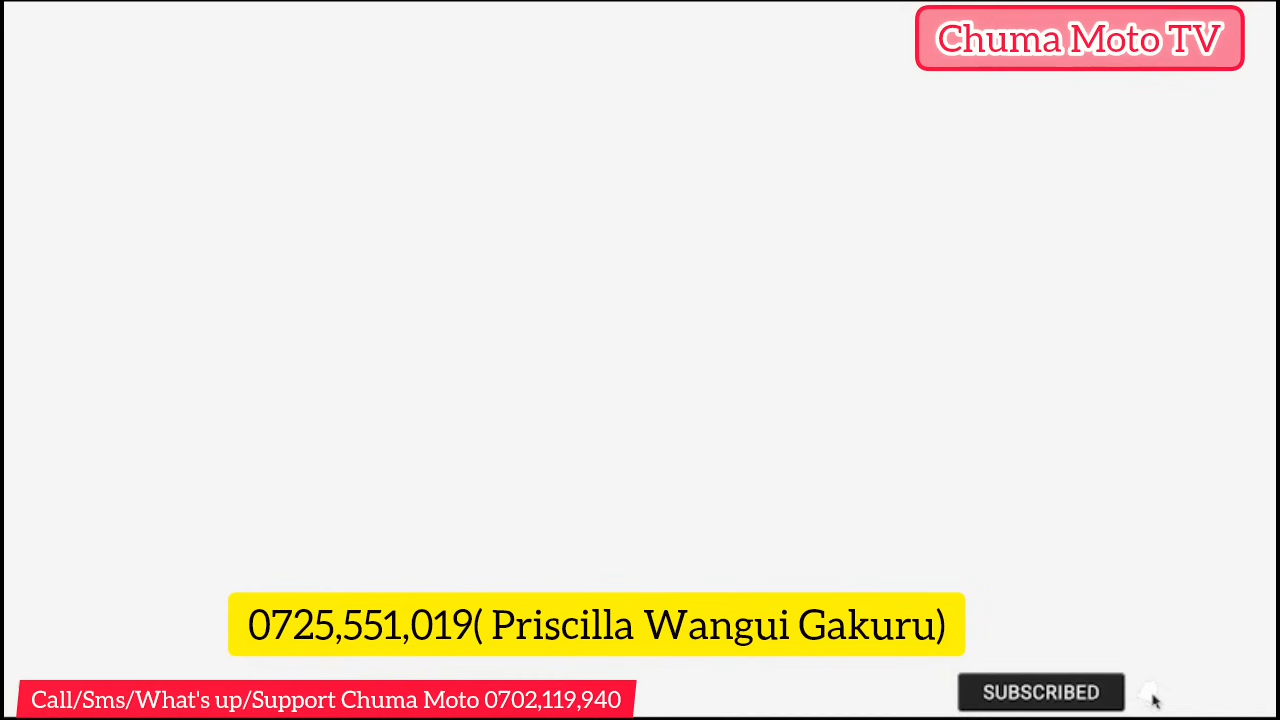 Chuma Moto TV
0725,551,019( Priscilla Wangui Gakuru)
SUBSCRIBED
Call/Sms/What's up/Support Chuma Moto 0702,119,940